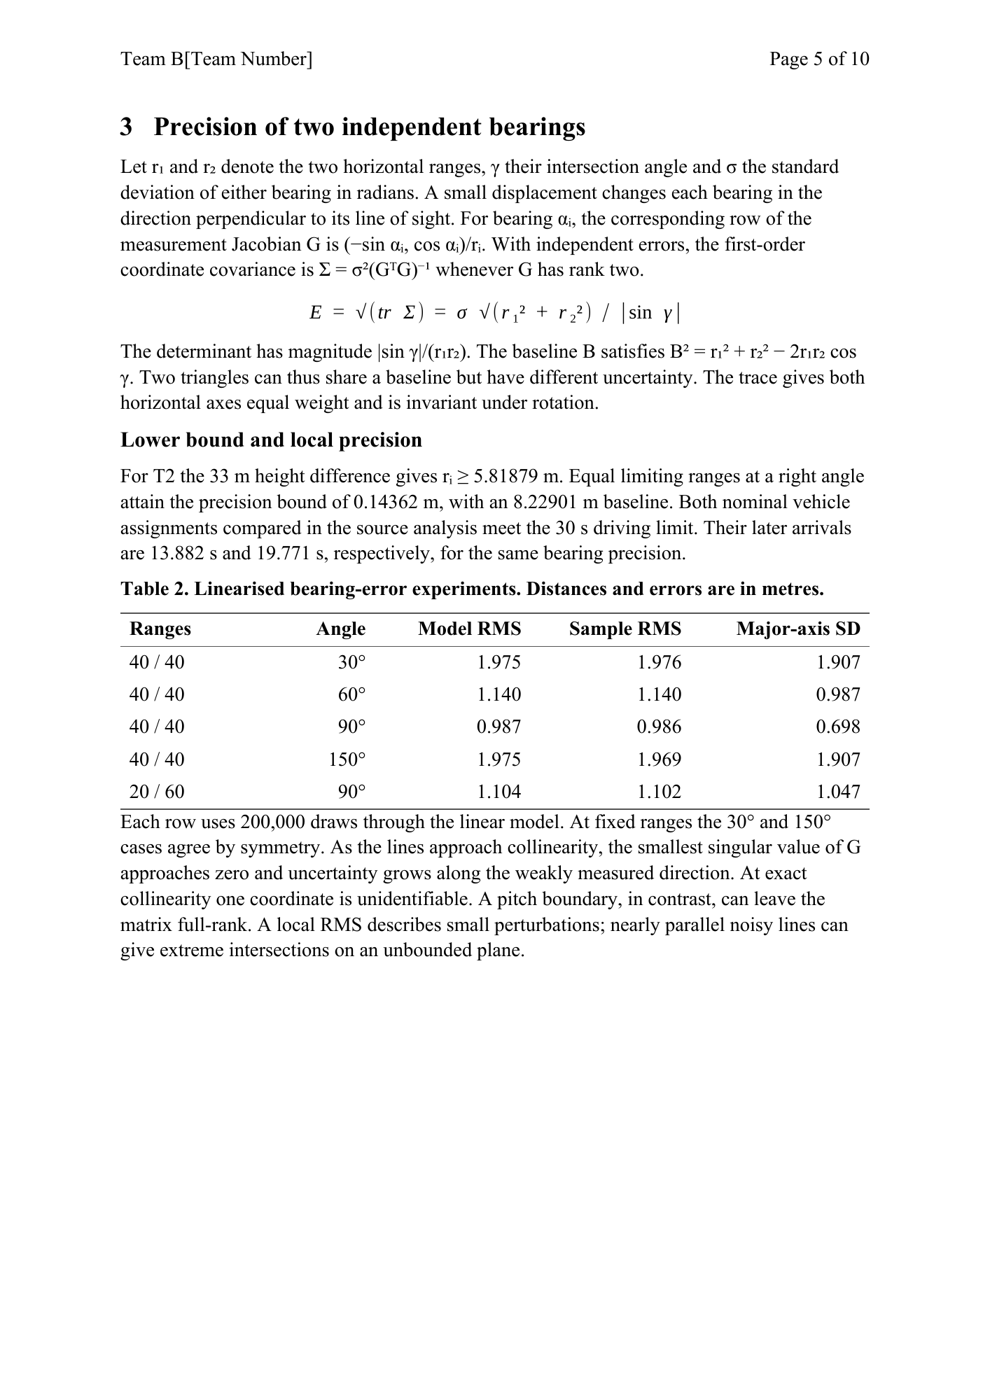 Team B[Team Number]
Page 5 of 10
3 Precision of two independent bearings
Let r₁ and r₂ denote the two horizontal ranges, γ their intersection angle and σ the standard
deviation of either bearing in radians. A small displacement changes each bearing in the
direction perpendicular to its line of sight. For bearing αᵢ, the corresponding row of the
measurement Jacobian G is (−sin αᵢ, cos αᵢ)/rᵢ. With independent errors, the first-order
coordinate covariance is Σ = σ²(GᵀG)⁻¹ whenever G has rank two.
E = √(tr Σ) = σ √(r₁² + r₂²) / |sin γ|
The determinant has magnitude |sin γ|/(r₁r₂). The baseline B satisfies B² = r₁² + r₂² − 2r₁r₂ cos
γ. Two triangles can thus share a baseline but have different uncertainty. The trace gives both
horizontal axes equal weight and is invariant under rotation.
Lower bound and local precision
For T2 the 33 m height difference gives rᵢ ≥ 5.81879 m. Equal limiting ranges at a right angle
attain the precision bound of 0.14362 m, with an 8.22901 m baseline. Both nominal vehicle
assignments compared in the source analysis meet the 30 s driving limit. Their later arrivals
are 13.882 s and 19.771 s, respectively, for the same bearing precision.
Table 2. Linearised bearing-error experiments. Distances and errors are in metres.
Ranges Angle Model RMS Sample RMS Major-axis SD
40 / 40 30° 1.975 1.976 1.907
40 / 40 60° 1.140 1.140 0.987
40 / 40 90° 0.987 0.986 0.698
40 / 40 150° 1.975 1.969 1.907
20 / 60 90° 1.104 1.102 1.047
Each row uses 200,000 draws through the linear model. At fixed ranges the 30° and 150°
cases agree by symmetry. As the lines approach collinearity, the smallest singular value of G
approaches zero and uncertainty grows along the weakly measured direction. At exact
collinearity one coordinate is unidentifiable. A pitch boundary, in contrast, can leave the
matrix full-rank. A local RMS describes small perturbations; nearly parallel noisy lines can
give extreme intersections on an unbounded plane.